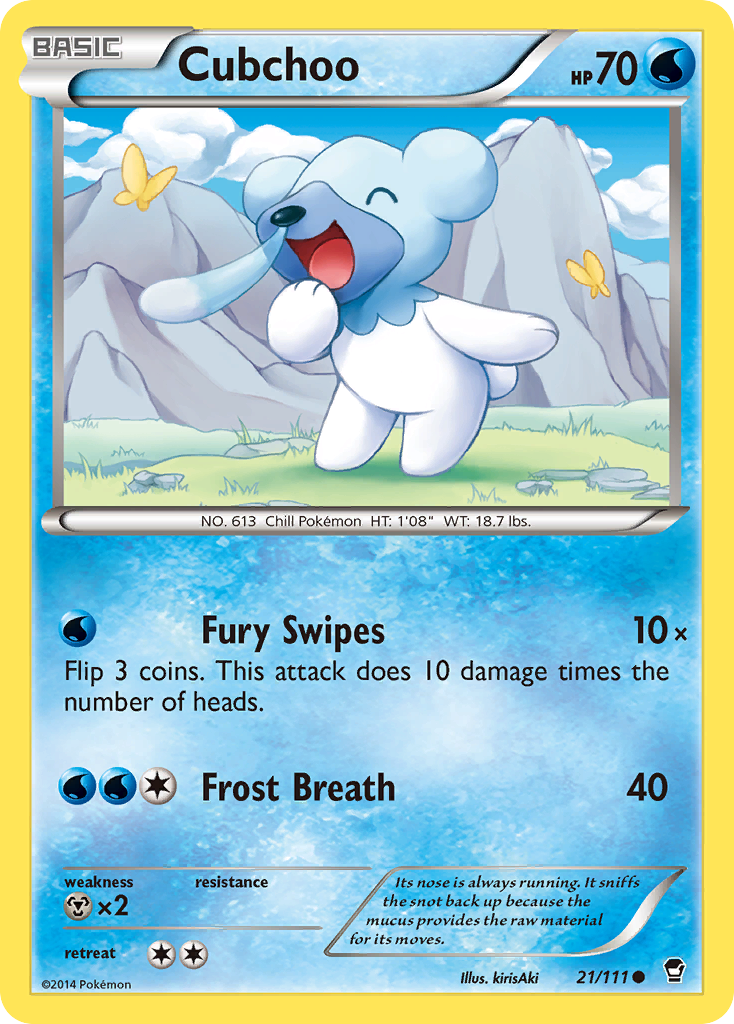 BASIC
Cubchoo
HP 70
NO. 613 Chill Pokémon HT: 1'08" WT: 18.7 lbs.
Fury Swipes 10×
Flip 3 coins. This attack does 10 damage times the
number of heads.
Frost Breath 40
weakness resistance
×2
retreat
Its nose is always running. It sniffs
the snot back up because the
mucus provides the raw material
for its moves.
©2014 Pokémon
Illus. kirisAki 21/111